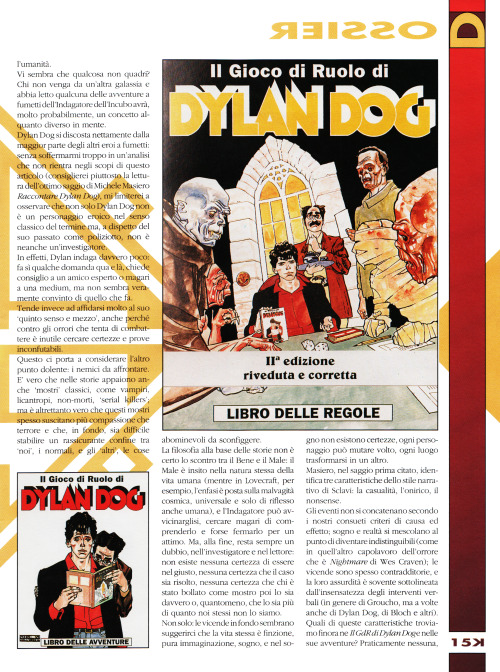 DOSSIER
l'umanità.
Vi sembra che qualcosa non quadri?
Chi non venga da un'altra galassia e
abbia letto qualcuna delle avventure a
fumetti dell'Indagatore dell'Incubo avrà,
molto probabilmente, un concetto al-
quanto diverso in mente.
Dylan Dog si discosta nettamente dalla
maggior parte degli altri eroi a fumetti:
senza soffermarmi troppo in un'analisi
che non rientra negli scopi di questo
articolo (consiglierei piuttosto la lettu-
ra dell'ottimo saggio di Michele Masiero
Raccontare Dylan Dog), mi limiterei a
osservare che non solo Dylan Dog non
è un personaggio eroico nel senso
classico del termine ma, a dispetto del
suo passato come poliziotto, non è
neanche un'investigatore.
In effetti, Dylan indaga davvero poco:
fa sì qualche domanda qua e là, chiede
consiglio a un amico esperto o magari
a una medium, ma non sembra vera-
mente convinto di quello che fa.
Tende invece ad affidarsi molto al suo
'quinto senso e mezzo', anche perché
contro gli orrori che tenta di combat-
tere è inutile cercare certezze e prove
inconfutabili.
Questo ci porta a considerare l'altro
punto dolente: i nemici da affrontare.
E' vero che nelle storie appaiono an-
che 'mostri' classici, come vampiri,
licantropi, non-morti, 'serial killers';
ma è altrettanto vero che questi mostri
spesso suscitano più compassione che
terrore e che, in fondo, sia difficile
stabilire un rassicurante confine tra
'noi', i normali, e gli 'altri', le cose
Il Gioco di Ruolo di
DYLAN DOG
IIª edizione
riveduta e corretta
LIBRO DELLE REGOLE
Il Gioco di Ruolo di
DYLAN DOG
LIBRO DELLE AVVENTURE
abominevoli da sconfiggere.
La filosofia alla base delle storie non è
certo lo scontro tra il Bene e il Male: il
Male è insito nella natura stessa della
vita umana (mentre in Lovecraft, per
esempio, l'enfasi è posta sulla malvagità
cosmica, universale e solo di riflesso
anche umana), e l'Indagatore può av-
vicinarglisi, cercare magari di com-
prenderlo e forse fermarlo per un
attimo. Ma, alla fine, resta sempre un
dubbio, nell'investigatore e nel lettore:
non esiste nessuna certezza di essere
nel giusto, nessuna certezza che il caso
sia risolto, nessuna certezza che chi è
stato bollato come mostro poi lo sia
davvero o, quantomeno, che lo sia più
di quanto noi stessi non lo siamo.
Non solo: le vicende in fondo sembrano
suggerirci che la vita stessa è finzione,
pura immaginazione, sogno, e nel so-
gno non esistono certezze, ogni perso-
naggio può mutare volto, ogni luogo
trasformarsi in un altro.
Masiero, nel saggio prima citato, iden-
tifica tre caratteristiche dello stile narra-
tivo di Sclavi: la casualità, l'onirico, il
nonsense.
Gli eventi non si concatenano secondo
i nostri consueti criteri di causa ed
effetto; sogno e realtà si mescolano al
punto di diventare indistinguibili (come
in quell'altro capolavoro dell'orrore
che è Nightmare di Wes Craven); le
vicende sono spesso contradditorie, e
la loro assurdità è sovente sottolineata
dall'insensatezza degli interventi ver-
bali (in genere di Groucho, ma a volte
anche di Dylan Dog, di Bloch e altri).
Quali di queste caratteristiche trovia-
mo finora ne Il GdR di Dylan Dog e nelle
sue avventure? Praticamente nessuna,
15K